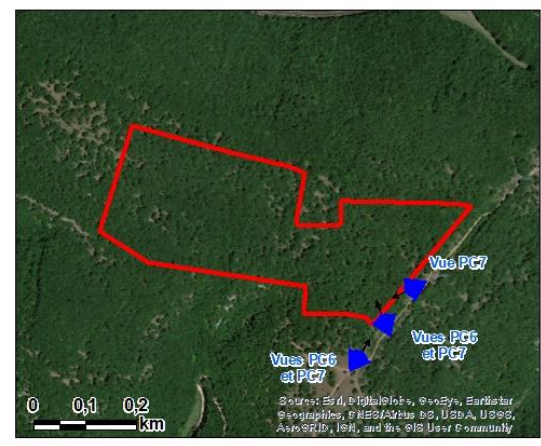 Vue PC7
Vues PC6
et PC7
Vues PC6
et PC7
0 0,1 0,2
km
Source: Esri, DigitalGlobe, GeoEye, Earthstar
Geographics, CNES/Airbus DS, USDA, USGS,
AeroGRID, IGN, and the GIS User Community